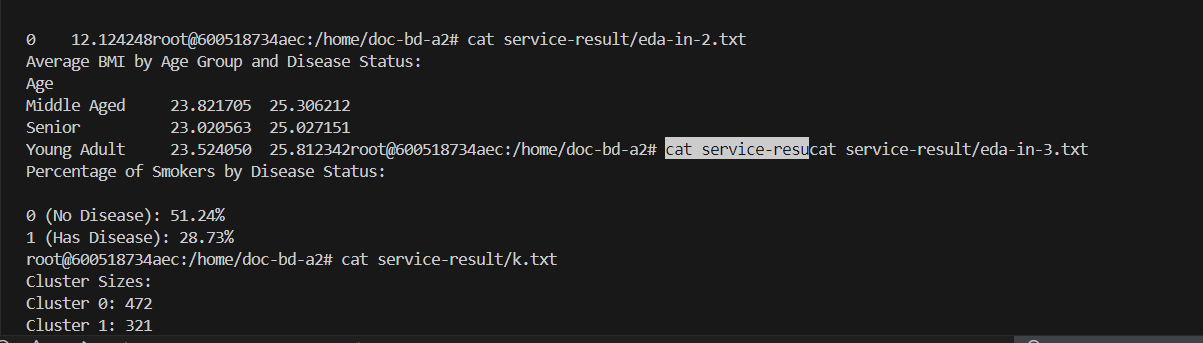 0    12.124248root@600518734aec:/home/doc-bd-a2# cat service-result/eda-in-2.txt
Average BMI by Age Group and Disease Status:
Age
Middle Aged     23.821705  25.306212
Senior          23.020563  25.027151
Young Adult     23.524050  25.812342root@600518734aec:/home/doc-bd-a2# cat service-resucat service-result/eda-in-3.txt
Percentage of Smokers by Disease Status:

0 (No Disease): 51.24%
1 (Has Disease): 28.73%
root@600518734aec:/home/doc-bd-a2# cat service-result/k.txt
Cluster Sizes:
Cluster 0: 472
Cluster 1: 321